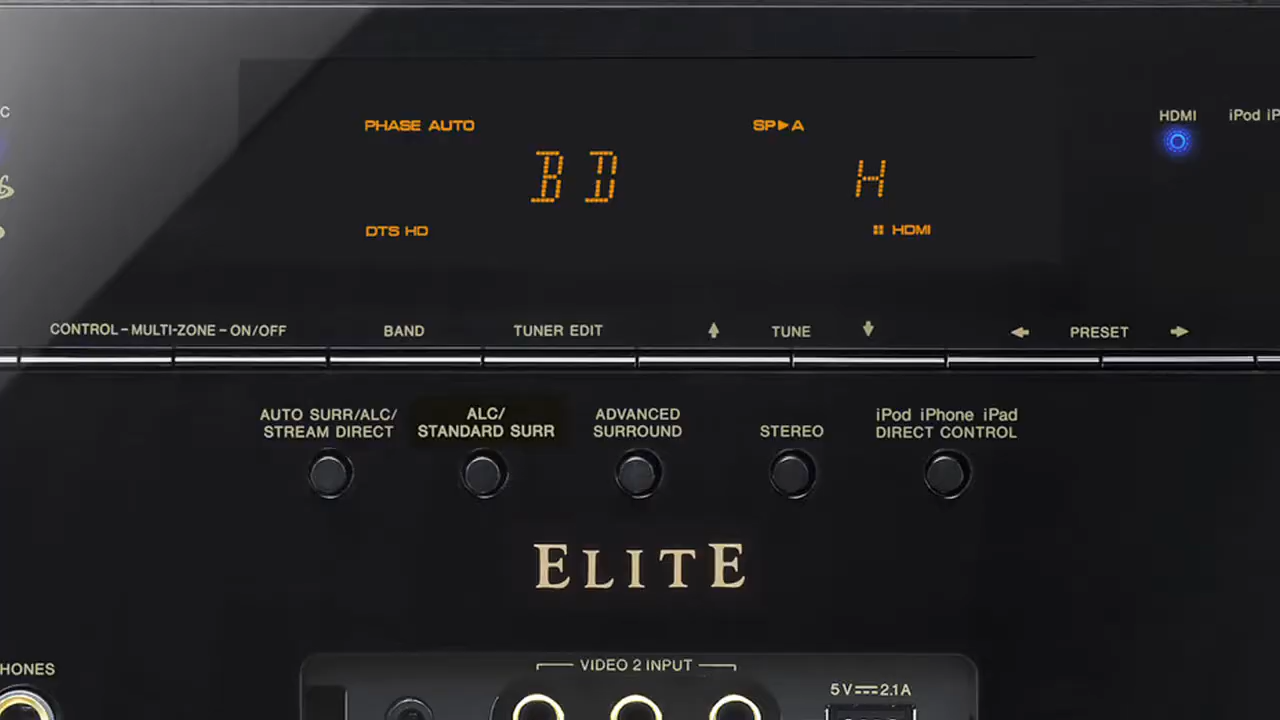 PHASE AUTO
SP►A
HDMI
iPod iP
BD
H
DTS HD
HDMI
CONTROL – MULTI-ZONE – ON/OFF
BAND
TUNER EDIT
TUNE
PRESET
AUTO SURR/ALC/
STREAM DIRECT
ALC/
STANDARD SURR
ADVANCED
SURROUND
STEREO
iPod iPhone iPad
DIRECT CONTROL
ELITE
HONES
VIDEO 2 INPUT
5V⎓2.1A